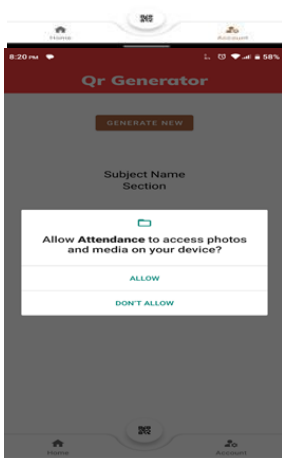 Home
Account
8:20 PM
58%
Qr Generator
GENERATE NEW
Subject Name
Section
Allow Attendance to access photos
and media on your device?
ALLOW
DON'T ALLOW
Home
Account